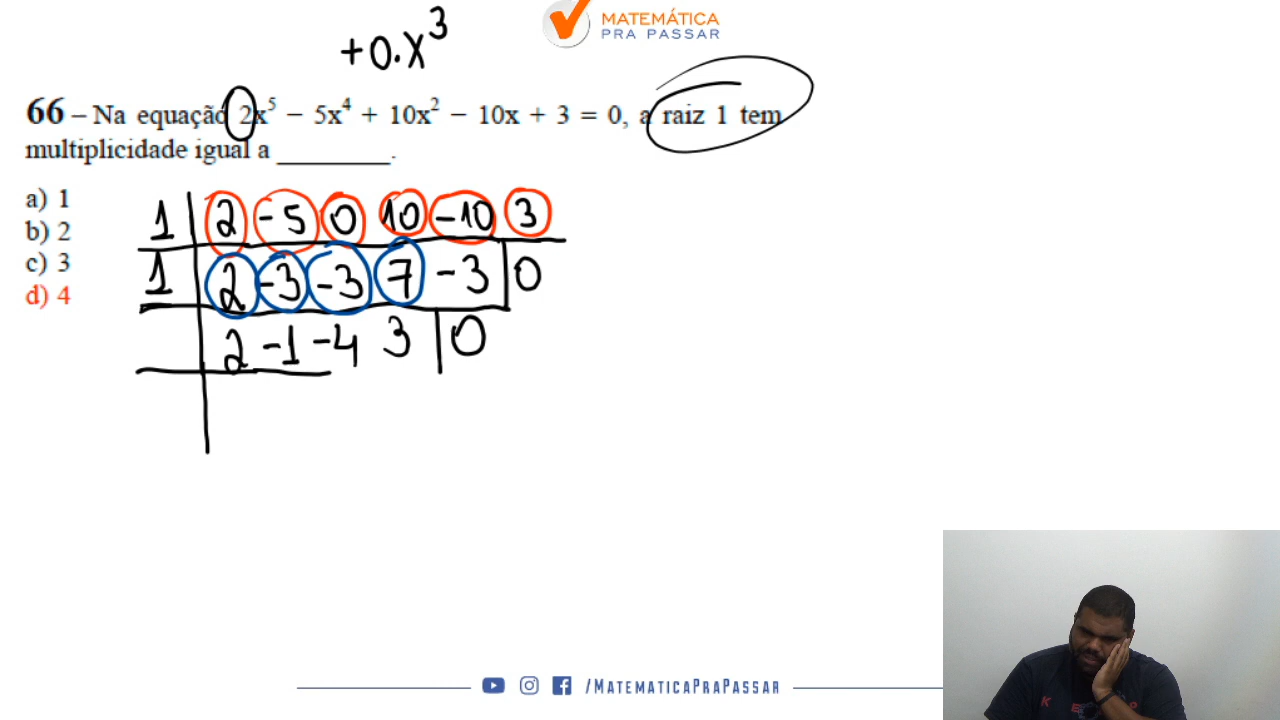 +0.x³
MATEMÁTICA
PRA PASSAR
66 – Na equação 2x⁵ − 5x⁴ + 10x² − 10x + 3 = 0, a raiz 1 tem
multiplicidade igual a ________.
a) 1
b) 2
c) 3
d) 4
1 | 2 -5 0 10 -10 3
1 | 2 -3 -3 7 -3 | 0
2 -1 -4 3 | 0
/MATEMATICAPRAPASSAR